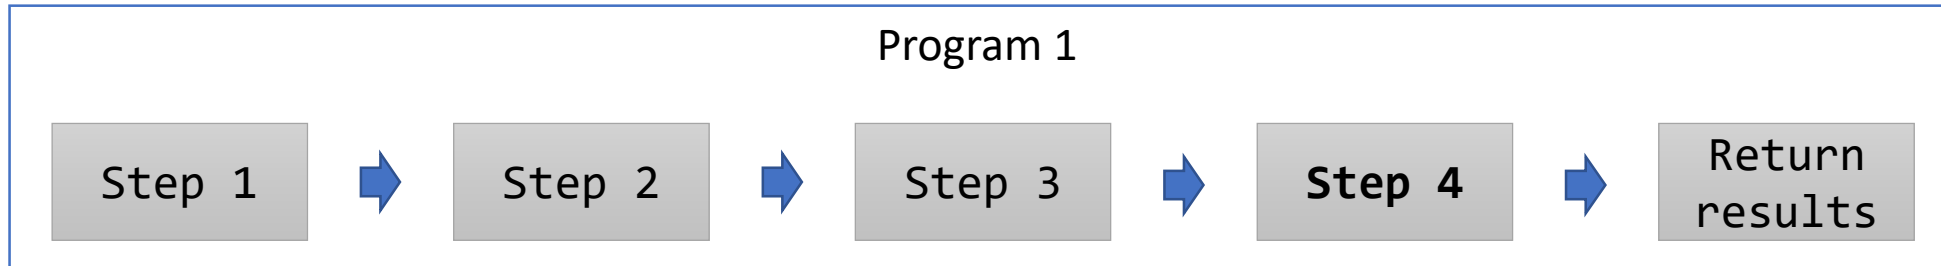 Program 1
Step 1
Step 2
Step 3
Step 4
Return
results